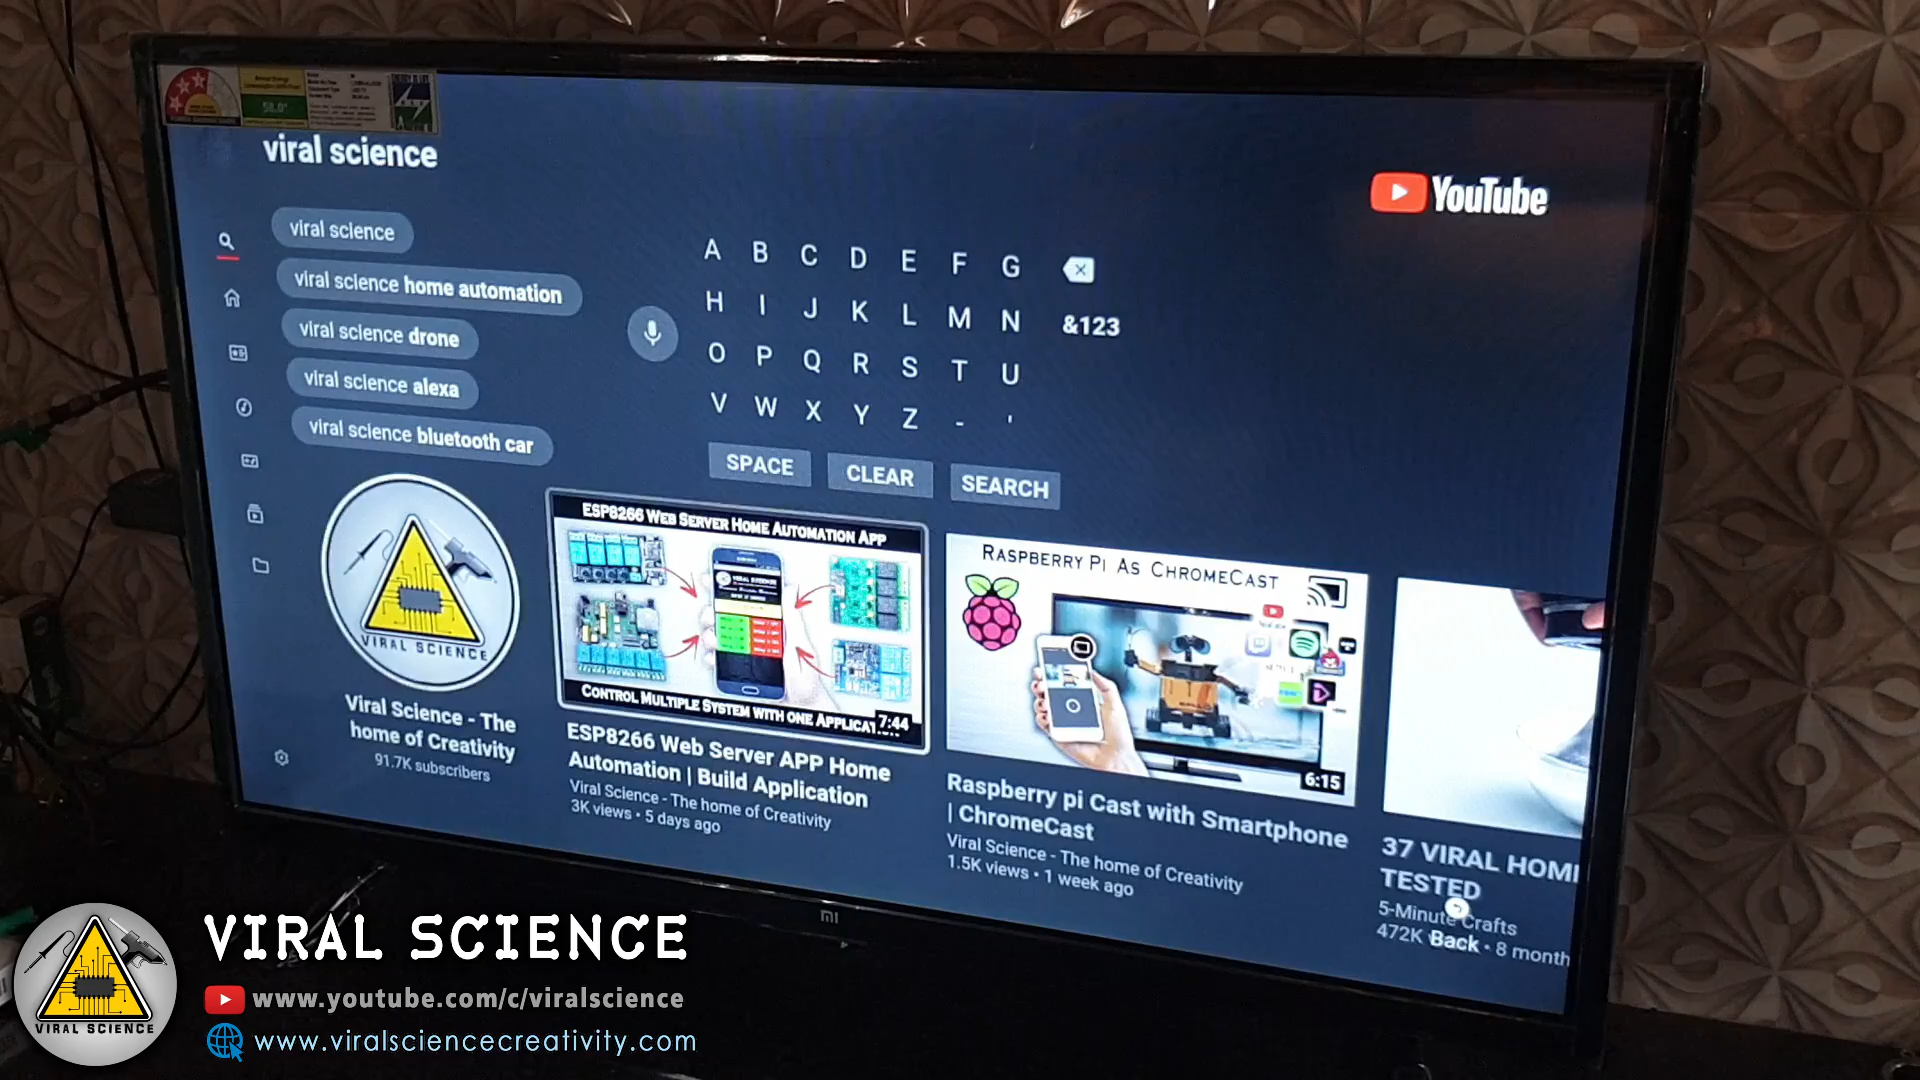 viral science
YouTube
viral science
viral science home automation
viral science drone
viral science alexa
viral science bluetooth car
A B C D E F G
H I J K L M N &123
O P Q R S T U
V W X Y Z - '
SPACE CLEAR SEARCH
VIRAL SCIENCE
Viral Science - The
home of Creativity
91.7K subscribers
ESP8266 WEB SERVER HOME AUTOMATION APP
VIRAL SCIENCE
CONTROL MULTIPLE SYSTEM WITH ONE
7:44
ESP8266 Web Server APP Home
Automation | Build Application
Viral Science - The home of Creativity
3K views • 5 days ago
RASPBERRY PI AS CHROMECAST
6:15
Raspberry pi Cast with Smartphone
| ChromeCast
Viral Science - The home of Creativity
1.5K views • 1 week ago
37 VIRAL
TESTED
5-Minute Crafts
472K
Back
• 8 month
mi
VIRAL SCIENCE
VIRAL SCIENCE
www.youtube.com/c/viralscience
www.viralsciencecreativity.com